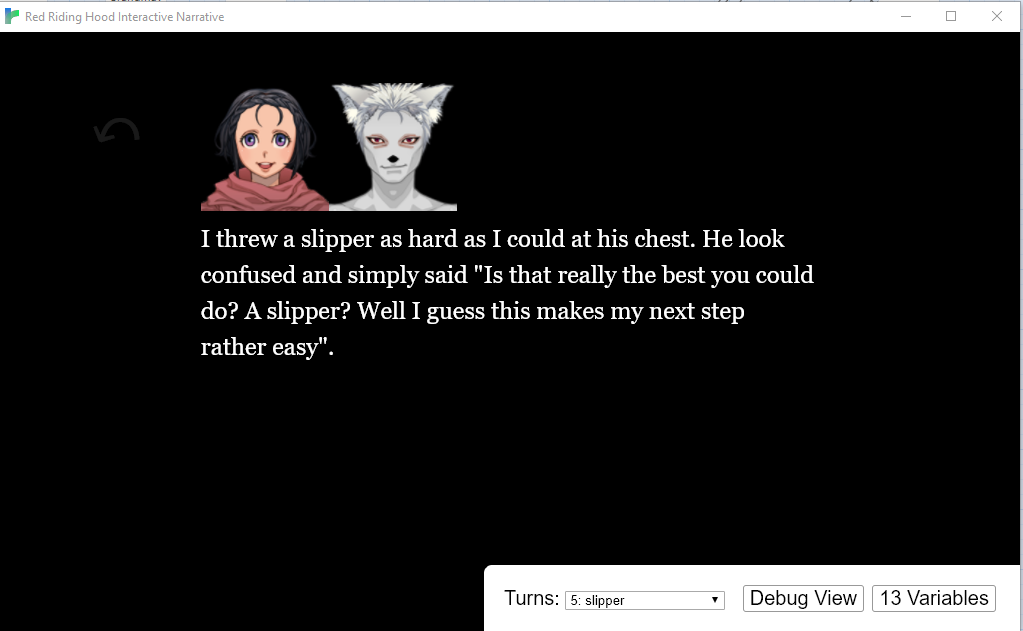 Red Riding Hood Interactive Narrative
I threw a slipper as hard as I could at his chest. He look
confused and simply said "Is that really the best you could
do? A slipper? Well I guess this makes my next step
rather easy".
Turns: 5: slipper Debug View 13 Variables